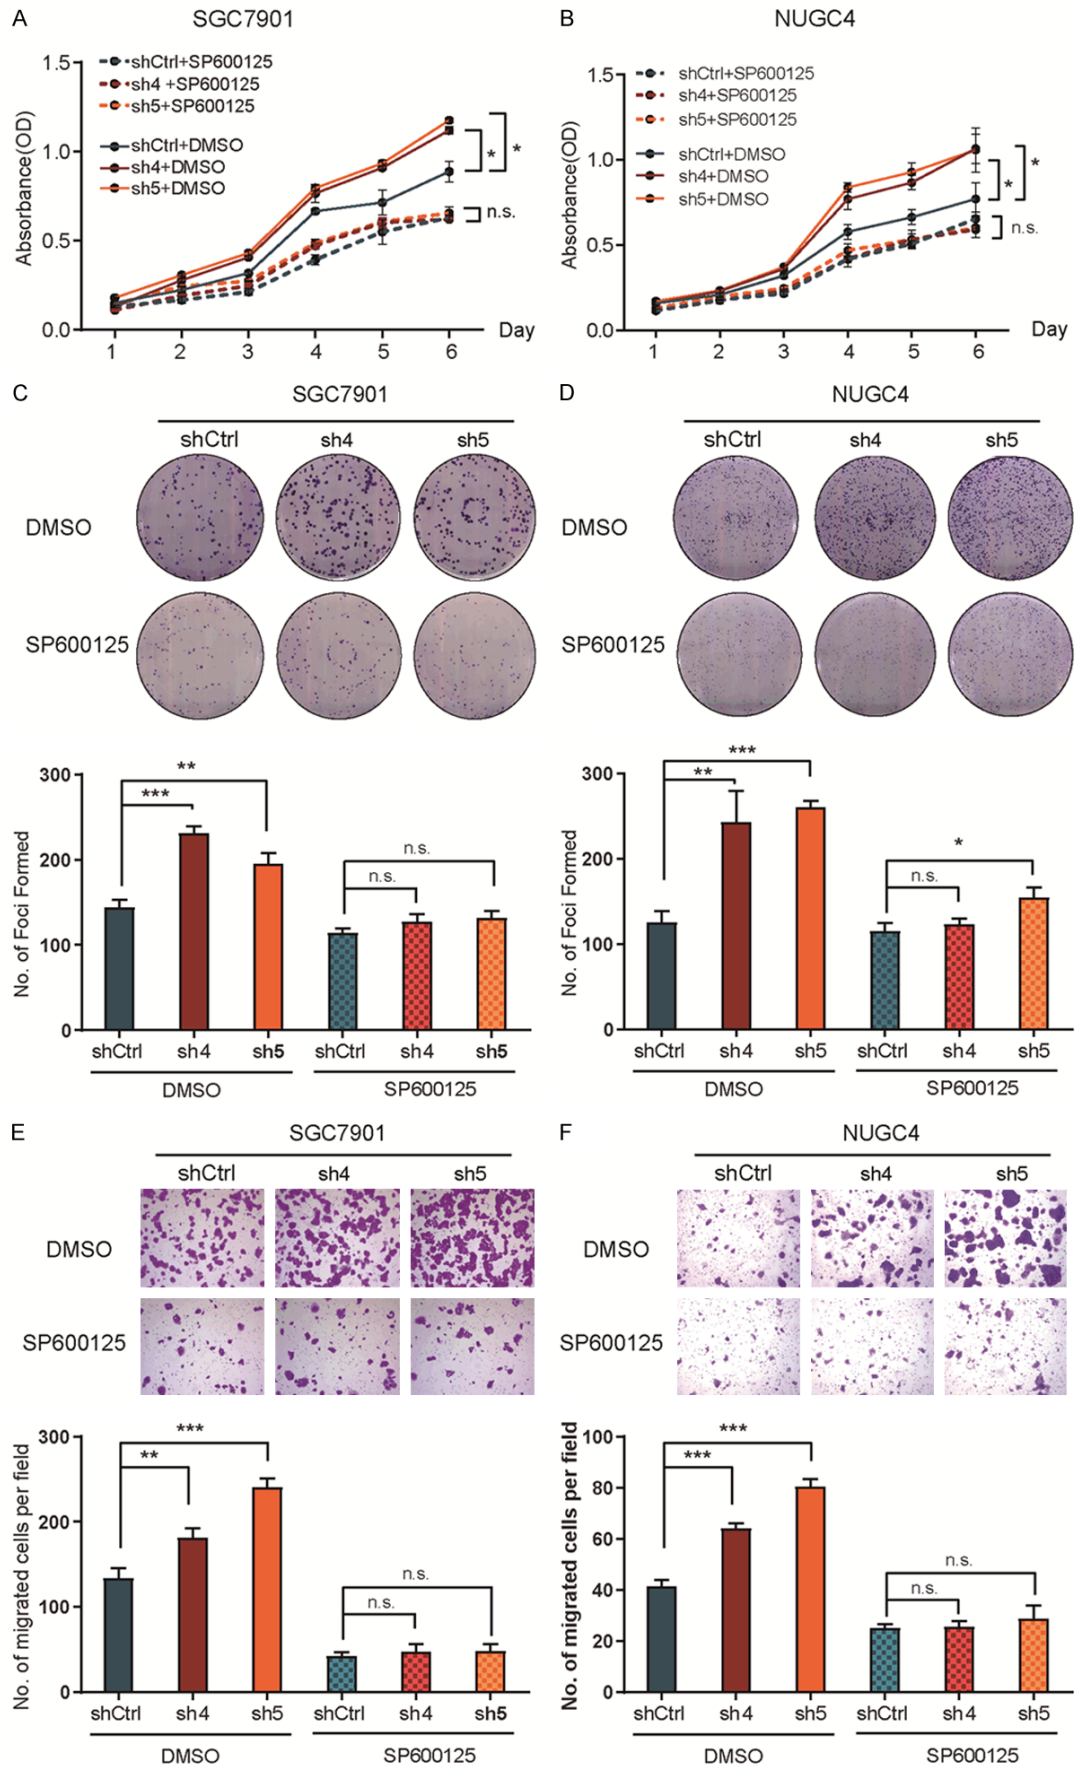 A
SGC7901
1.5
1.0
0.5
0.0
Absorbance(OD)
shCtrl+SP600125
sh4 +SP600125
sh5+SP600125
shCtrl+DMSO
sh4+DMSO
sh5+DMSO
*
*
n.s.
1 2 3 4 5 6
Day
B
NUGC4
1.5
1.0
0.5
0.0
Absorbance(OD)
shCtrl+SP600125
sh4+SP600125
sh5+SP600125
shCtrl+DMSO
sh4+DMSO
sh5+DMSO
*
*
n.s.
1 2 3 4 5 6
Day
C
SGC7901
shCtrl sh4 sh5
DMSO
SP600125
300
200
100
0
No. of Foci Formed
**
***
n.s.
n.s.
shCtrl sh4 sh5 shCtrl sh4 sh5
DMSO SP600125
D
NUGC4
shCtrl sh4 sh5
DMSO
SP600125
300
200
100
0
No. of Foci Formed
***
**
*
n.s.
shCtrl sh4 sh5 shCtrl sh4 sh5
DMSO SP600125
E
SGC7901
shCtrl sh4 sh5
DMSO
SP600125
300
200
100
0
No. of migrated cells per field
***
**
n.s.
n.s.
shCtrl sh4 sh5 shCtrl sh4 sh5
DMSO SP600125
F
NUGC4
shCtrl sh4 sh5
DMSO
SP600125
100
80
60
40
20
0
No. of migrated cells per field
***
***
n.s.
n.s.
shCtrl sh4 sh5 shCtrl sh4 sh5
DMSO SP600125